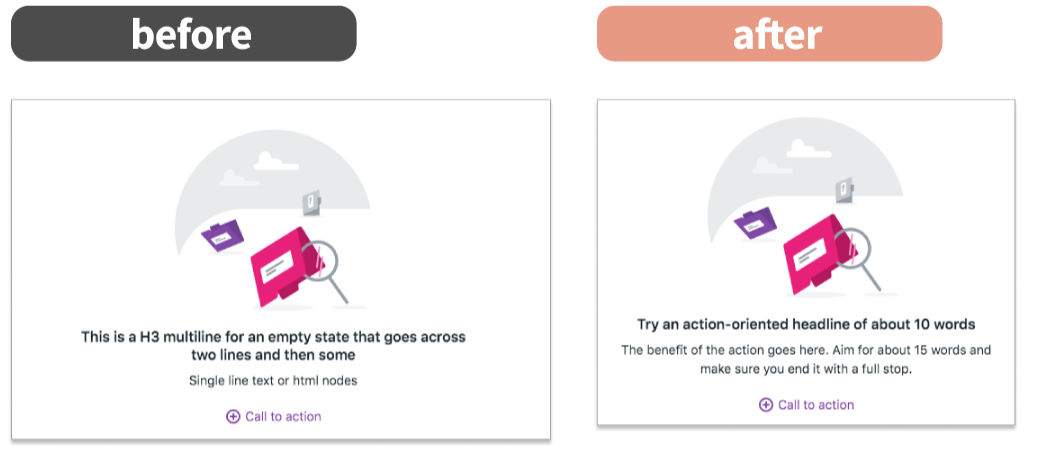 before
This is a H3 multiline for an empty state that goes across
two lines and then some
Single line text or html nodes
Call to action
after
Try an action-oriented headline of about 10 words
The benefit of the action goes here. Aim for about 15 words and
make sure you end it with a full stop.
Call to action